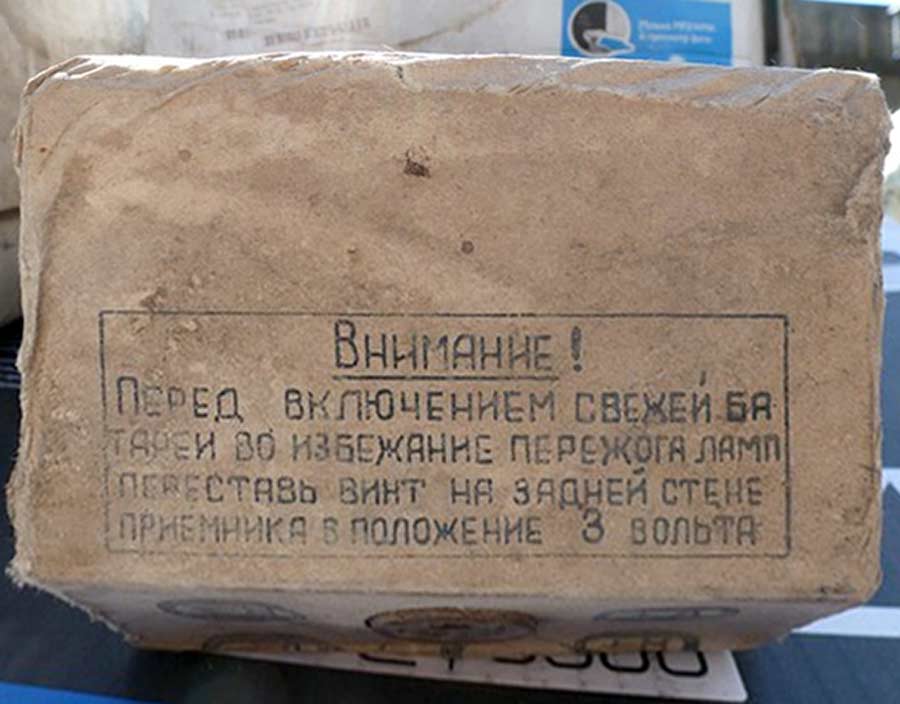 Внимание!
Перед включением свежей ба
тареи во избежание пережога ламп
переставь винт на задней стене
приемника в положение 3 вольта